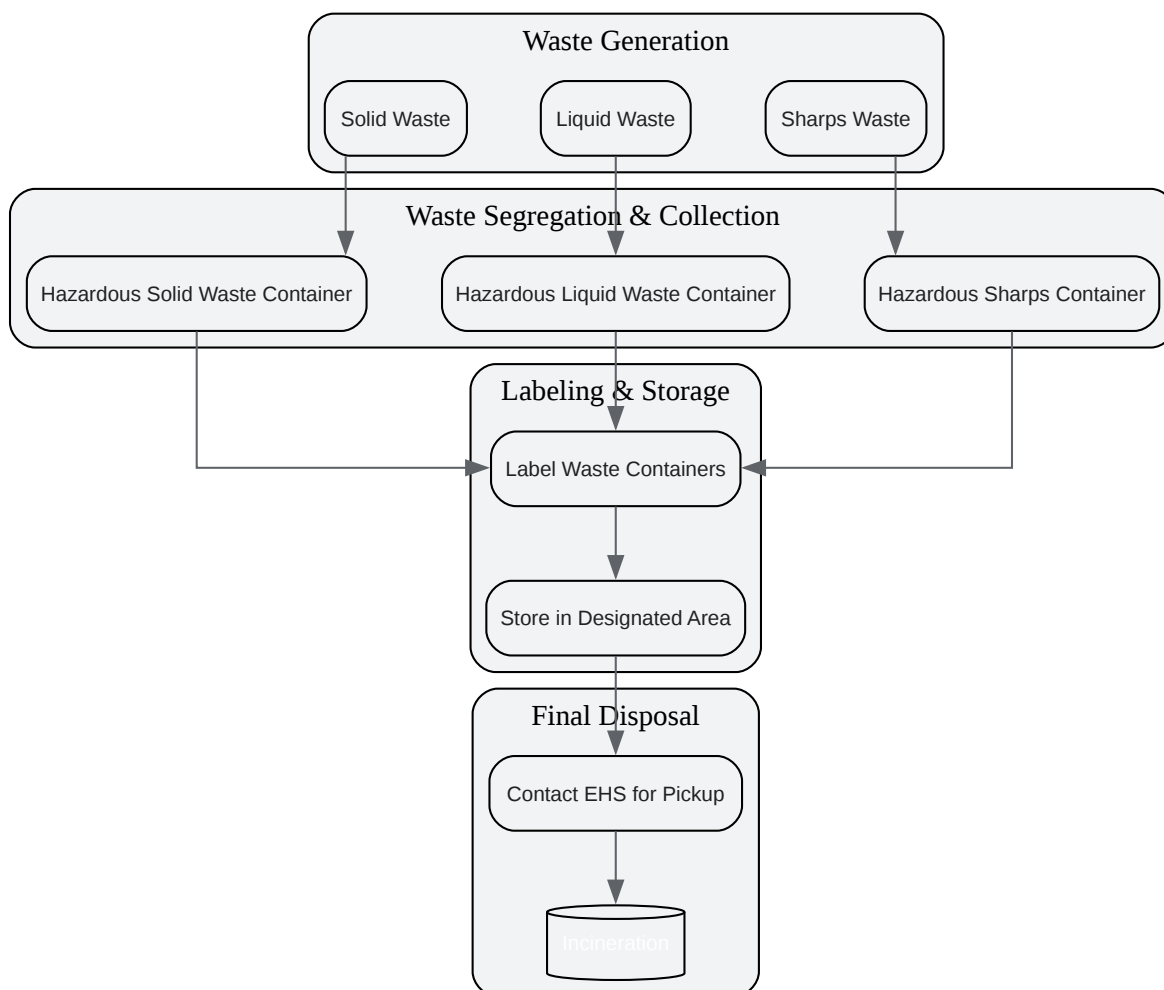 Waste Generation
Solid Waste
Liquid Waste
Sharps Waste
Waste Segregation & Collection
Hazardous Solid Waste Container
Hazardous Liquid Waste Container
Hazardous Sharps Container
Labeling & Storage
Label Waste Containers
Store in Designated Area
Final Disposal
Contact EHS for Pickup
Incineration